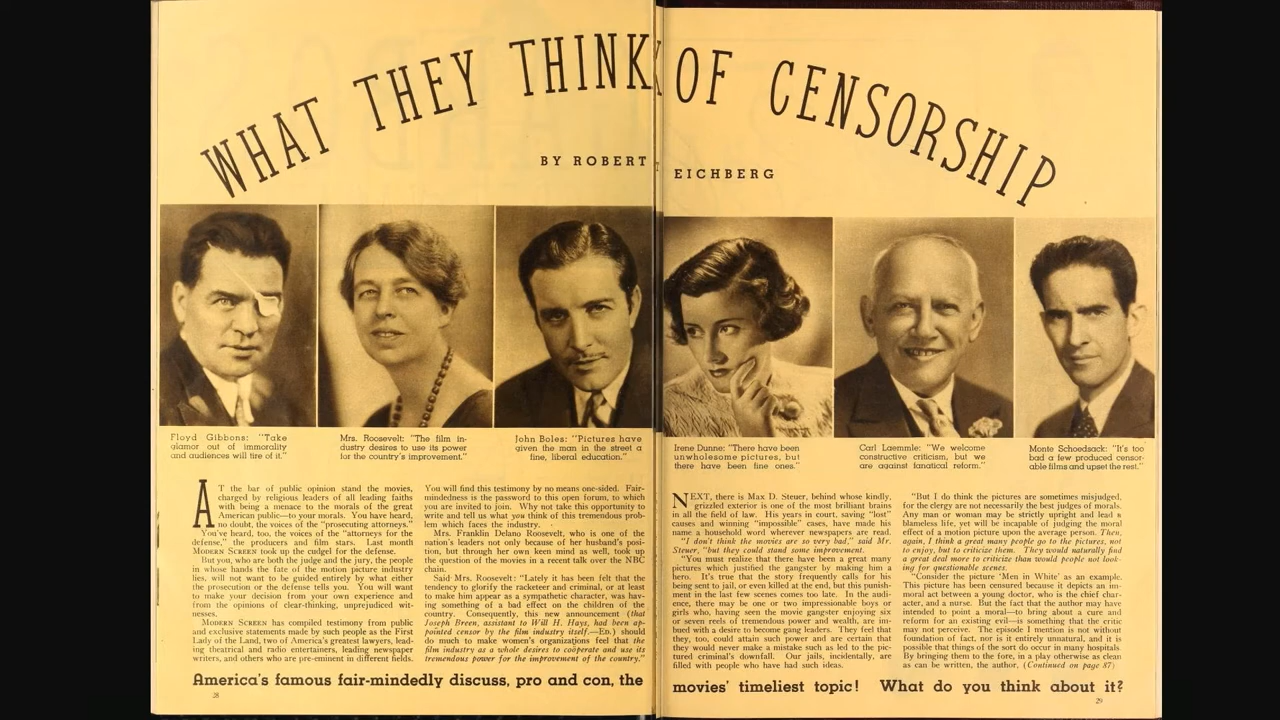 WHAT THEY THINK OF CENSORSHIP
BY ROBERT EICHBERG
Floyd Gibbons: "Take
glamor out of immorality
and audiences will tire of it."
Mrs. Roosevelt: "The film in-
dustry desires to use its power
for the country's improvement."
John Boles: "Pictures have
given the man in the street a
fine, liberal education."
Irene Dunne: "There have been
unwholesome pictures, but
there have been fine ones."
Carl Laemmle: "We welcome
constructive criticism, but we
are against fanatical reform."
Monte Schoedsack: "It's too
bad a few produced censor-
able films and upset the rest."
AT the bar of public opinion stand the movies,
charged by religious leaders of all leading faiths
with being a menace to the morals of the great
American public—to your morals. You have heard,
no doubt, the voices of the "prosecuting attorneys."
You've heard, too, the voices of the "attorneys for the
defense," the producers and film stars. Last month
MODERN SCREEN took up the cudgel for the defense.
But you, who are both the judge and the jury, the people
in whose hands the fate of the motion picture industry
lies, will not want to be guided entirely by what either
the prosecution or the defense tells you. You will want
to make your decision from your own experience and
from the opinions of clear-thinking, unprejudiced wit-
nesses.
MODERN SCREEN has compiled testimony from public
and exclusive statements made by such people as the First
Lady of the Land, two of America's greatest lawyers, lead-
ing theatrical and radio entertainers, leading newspaper
writers, and others who are pre-eminent in different fields.
You will find this testimony by no means one-sided. Fair-
mindedness is the password to this open forum, to which
you are invited to join. Why not take this opportunity to
write and tell us what you think of this tremendous prob-
lem which faces the industry.
Mrs. Franklin Delano Roosevelt, who is one of the
nation's leaders not only because of her husband's posi-
tion, but through her own keen mind as well, took up
the question of the movies in a recent talk over the NBC
chain.
Said Mrs. Roosevelt: "Lately it has been felt that the
tendency to glorify the racketeer and criminal, or at least
to make him appear as a sympathetic character, was hav-
ing something of a bad effect on the children of the
country. Consequently, this new announcement (that
Joseph Breen, assistant to Will H. Hays, had been ap-
pointed censor by the film industry itself.—ED.) should
do much to make women's organizations feel that the
film industry as a whole desires to coöperate and use its
tremendous power for the improvement of the country."
NEXT, there is Max D. Steuer, behind whose kindly,
grizzled exterior is one of the most brilliant brains
in all the field of law. His years in court, saving "lost"
causes and winning "impossible" cases, have made his
name a household word wherever newspapers are read.
"I don't think the movies are so very bad," said Mr.
Steuer, "but they could stand some improvement.
"You must realize that there have been a great many
pictures which justified the gangster by making him a
hero. It's true that the story frequently calls for his
being sent to jail, or even killed at the end, but this punish-
ment in the last few scenes comes too late. In the audi-
ence, there may be one or two impressionable boys or
girls who, having seen the movie gangster enjoying six
or seven reels of tremendous power and wealth, are im-
bued with a desire to become gang leaders. They feel that
they, too, could attain such power and are certain that
they would never make a mistake such as led to the pic-
tured criminal's downfall. Our jails, incidentally, are
filled with people who have had such ideas.
"But I do think the pictures are sometimes misjudged,
for the clergy are not necessarily the best judges of morals.
Any man or woman may be strictly upright and lead a
blameless life, yet will be incapable of judging the moral
effect of a motion picture upon the average person. Then,
again, I think a great many people go to the pictures, not
to enjoy, but to criticize them. They would naturally find
a great deal more to criticize than would people not look-
ing for questionable scenes.
"Consider the picture 'Men in White' as an example.
This picture has been censured because it depicts an im-
moral act between a young doctor, who is the chief char-
acter, and a nurse. But the fact that the author may have
intended to point a moral—to bring about a cure and
reform for an existing evil—is something that the critic
may not perceive. The episode I mention is not without
foundation of fact, nor is it entirely unnatural, and it is
possible that things of the sort do occur in many hospitals.
By bringing them to the fore, in a play otherwise as clean
as can be written, the author, (Continued on page 87)
America's famous fair-mindedly discuss, pro and con, the movies' timeliest topic! What do you think about it?
28
29